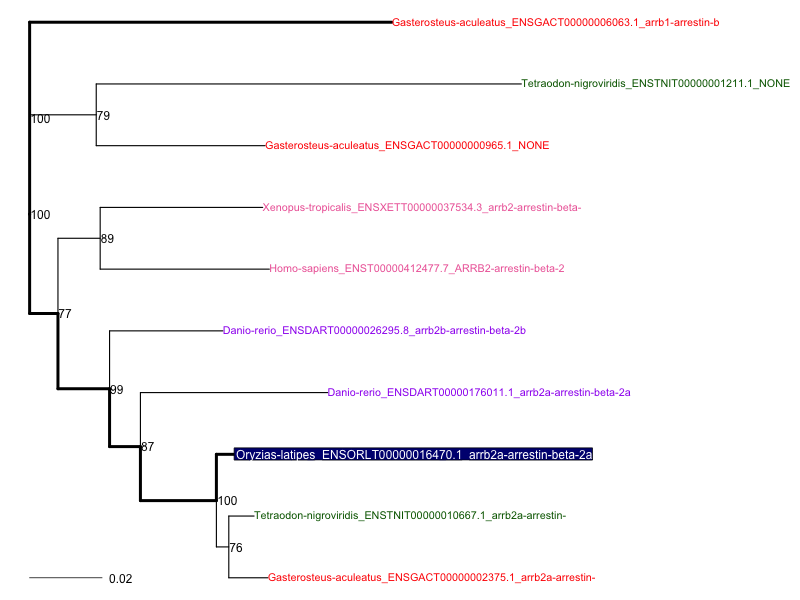 Gasterosteus-aculeatus_ENSGACT00000006063.1_arrb1-arrestin-b
Tetraodon-nigroviridis_ENSTNIT00000001211.1_NONE
100
79
Gasterosteus-aculeatus_ENSGACT00000000965.1_NONE
Xenopus-tropicalis_ENSXETT00000037534.3_arrb2-arrestin-beta-
100
89
Homo-sapiens_ENST00000412477.7_ARRB2-arrestin-beta-2
77
Danio-rerio_ENSDART00000026295.8_arrb2b-arrestin-beta-2b
99
Danio-rerio_ENSDART00000176011.1_arrb2a-arrestin-beta-2a
87
Oryzias-latipes_ENSORLT00000016470.1_arrb2a-arrestin-beta-2a
100
Tetraodon-nigroviridis_ENSTNIT00000010667.1_arrb2a-arrestin-
76
Gasterosteus-aculeatus_ENSGACT00000002375.1_arrb2a-arrestin-
0.02